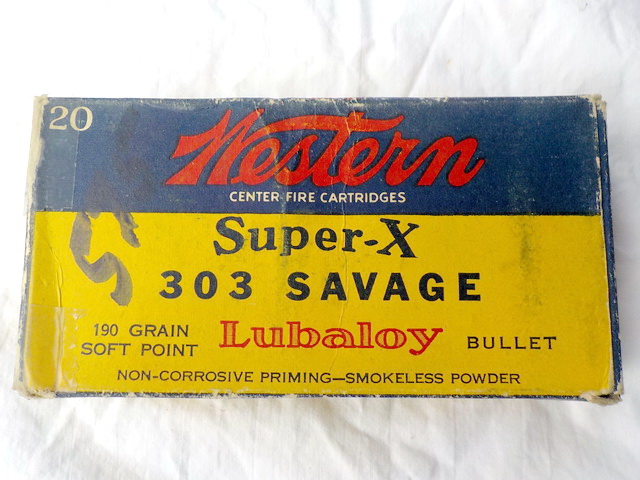 20
Western
CENTER-FIRE CARTRIDGES
Super-X
303 SAVAGE
190 GRAIN
SOFT POINT
Lubaloy
BULLET
NON-CORROSIVE PRIMING—SMOKELESS POWDER